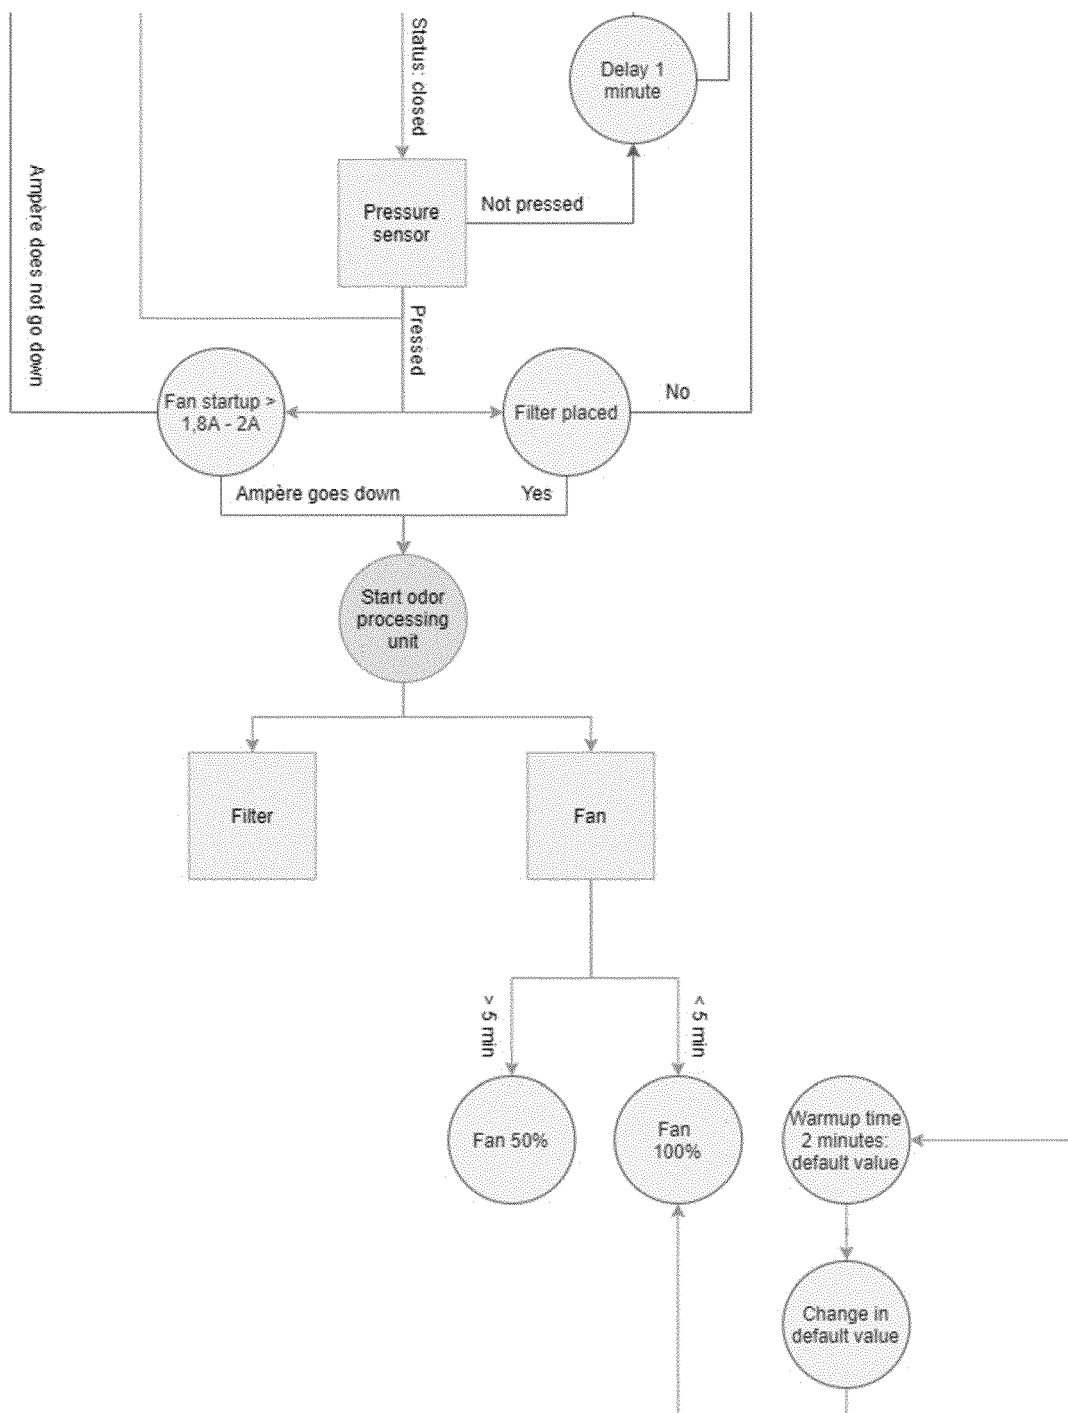 Status: closed
Delay 1
minute
Ampère does not go down
Pressure
sensor
Not pressed
Pressed
Fan startup >
1,8A - 2A
Filter placed
No
Ampère goes down
Yes
Start odor
processing
unit
Filter
Fan
> 5 min
< 5 min
Fan 50%
Fan
100%
Warmup time
2 minutes:
default value
Change in
default value